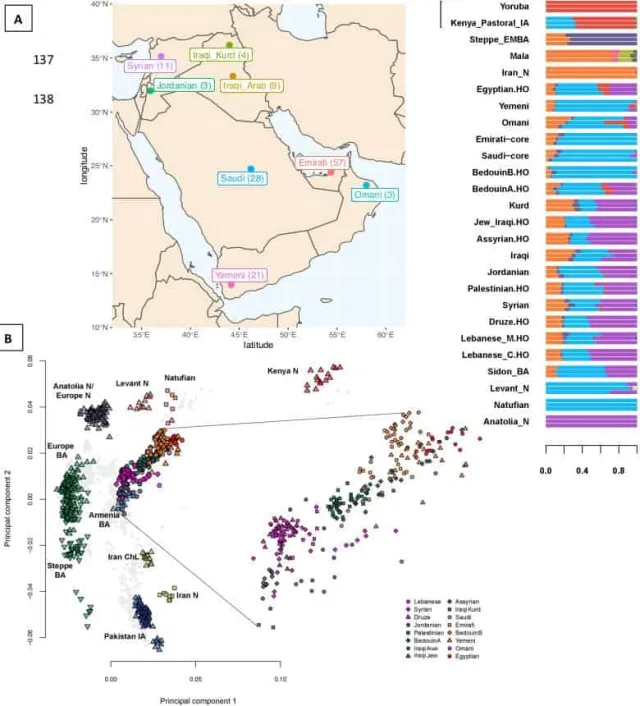 A
137
138
40°N
35°N
30°N
25°N
20°N
15°N
10°N
longitude
Iraqi_Kurd (4)
Syrian (11)
Jordanian (3)
Iraqi_Arab (9)
Emirati (57)
Saudi (28)
Omani (3)
Yemeni (21)
35°E
40°E
45°E
50°E
55°E
60°E
latitude
Yoruba
Kenya_Pastoral_IA
Steppe_EMBA
Mala
Iran_N
Egyptian.HO
Yemeni
Omani
Emirati-core
Saudi-core
BedouinB.HO
BedouinA.HO
Kurd
Jew_Iraqi.HO
Assyrian.HO
Iraqi
Jordanian
Palestinian.HO
Syrian
Druze.HO
Lebanese_M.HO
Lebanese_C.HO
Sidon_BA
Levant_N
Natufian
Anatolia_N
0.0 0.4 0.8
B
Principal component 2
0.06
0.04
0.02
0.00
-0.02
-0.04
-0.06
Anatolia N/
Europe N
Levant N
Natufian
Kenya N
Europe
BA
Armenia
BA
Steppe
BA
Iran ChL
Iran N
Pakistan IA
0.00 0.05 0.10
Principal component 1
Lebanese
Syrian
Druze
Jordanian
Palestinian
BedouinA
Iraqi Jew
Assyrian
Iraqi Kurd
Saudi
Emirati
BedouinB
Yemeni
Omani
Egyptian